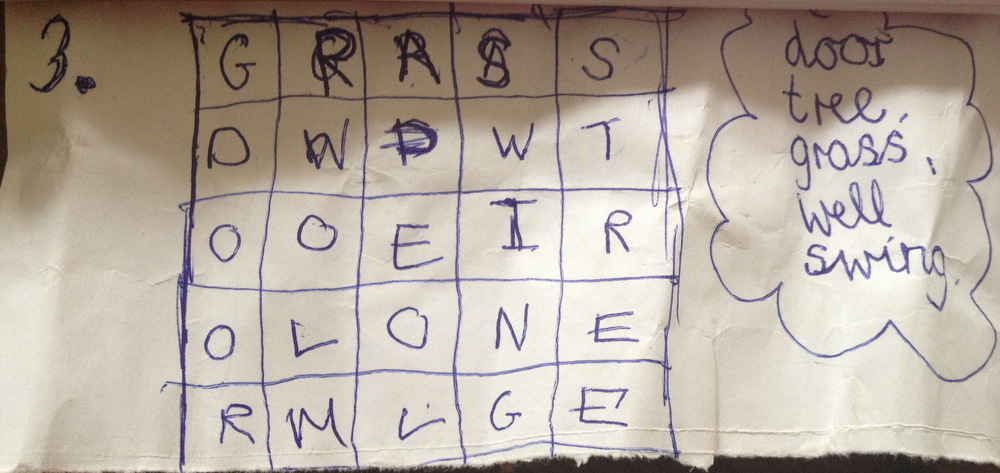 3.
G R A S S
D W D W T
O O E I R
O L O N E
R M L G E
door
tree,
grass,
well
swing.